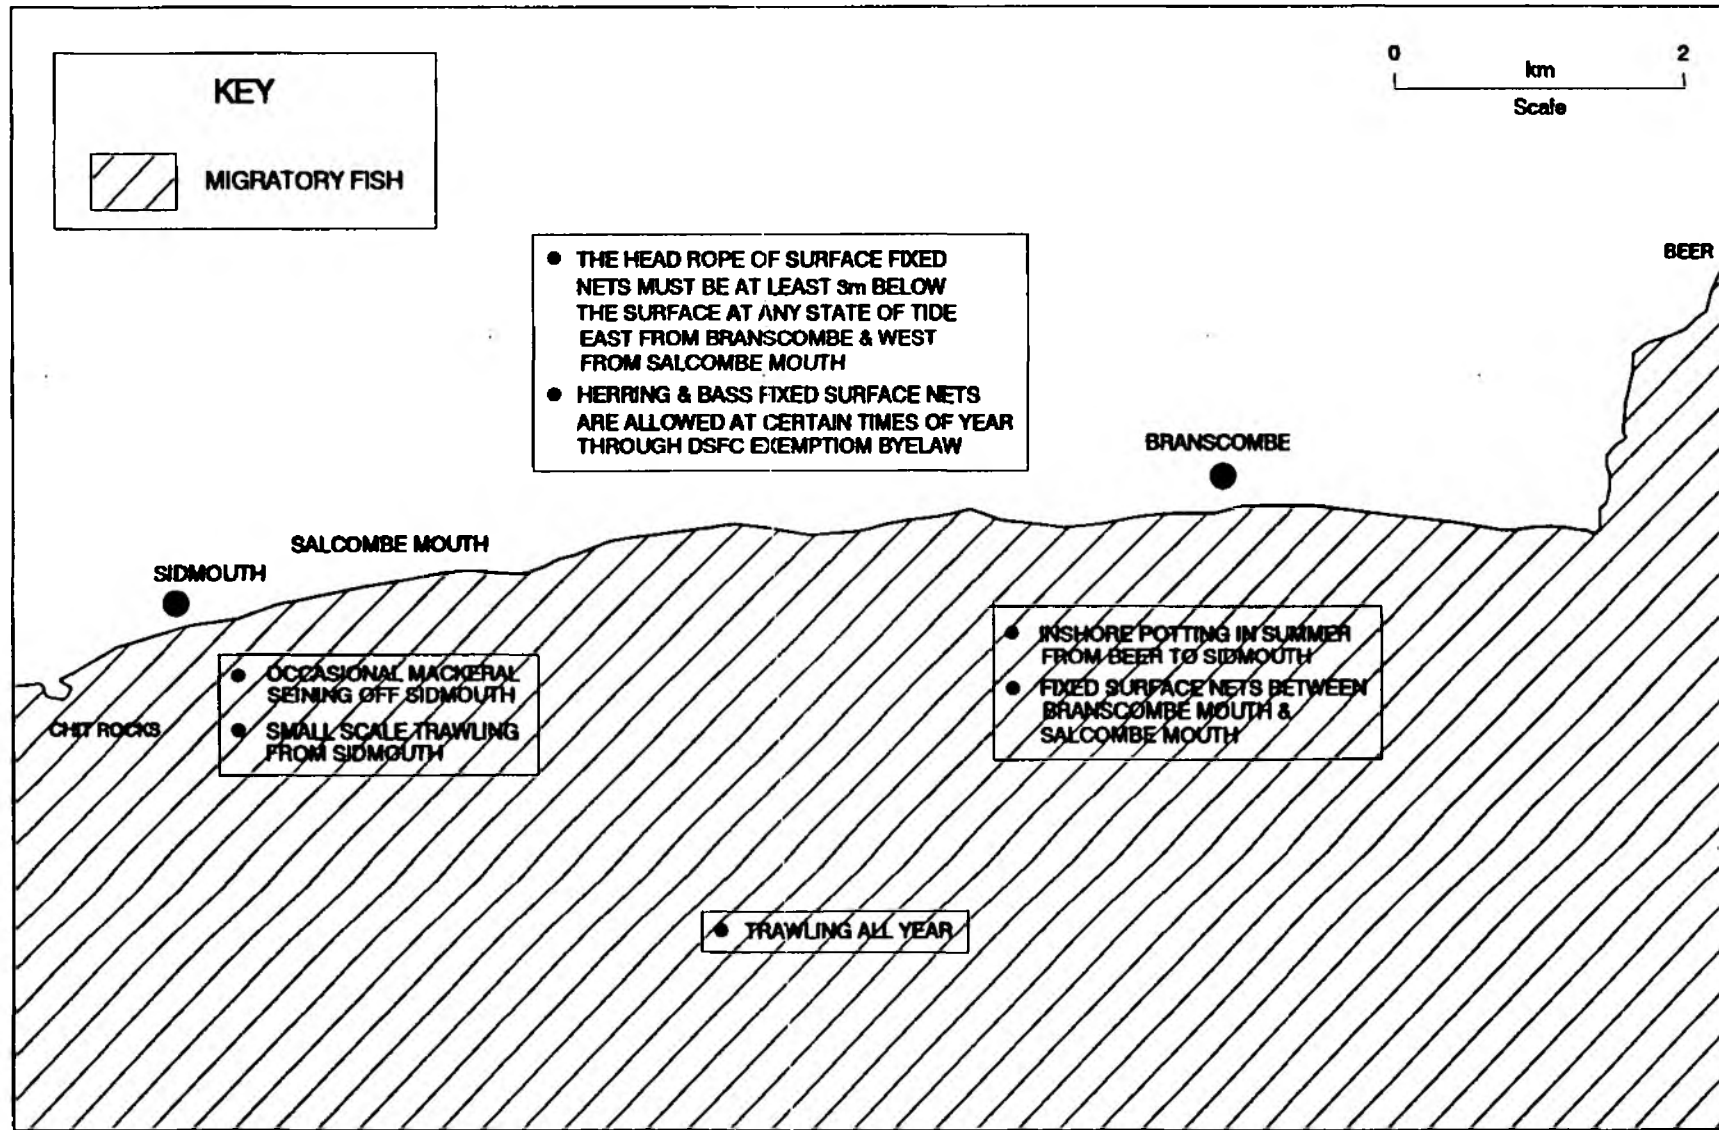 KEY
MIGRATORY FISH
0 2
km
Scale
● THE HEAD ROPE OF SURFACE FIXED
NETS MUST BE AT LEAST 3m BELOW
THE SURFACE AT ANY STATE OF TIDE
EAST FROM BRANSCOMBE & WEST
FROM SALCOMBE MOUTH
● HERRING & BASS FIXED SURFACE NETS
ARE ALLOWED AT CERTAIN TIMES OF YEAR
THROUGH DSFC EXEMPTIOM BYELAW
BEER
BRANSCOMBE
SALCOMBE MOUTH
SIDMOUTH
CHIT ROCKS
● OCCASIONAL MACKERAL
SEINING OFF SIDMOUTH
● SMALL SCALE TRAWLING
FROM SIDMOUTH
● INSHORE POTTING IN SUMMER
FROM BEER TO SIDMOUTH
● FIXED SURFACE NETS BETWEEN
BRANSCOMBE MOUTH &
SALCOMBE MOUTH
● TRAWLING ALL YEAR